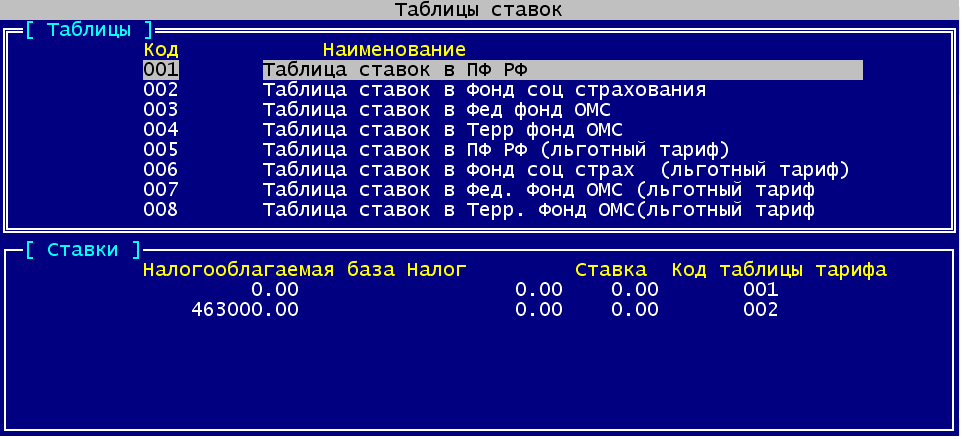 Таблицы ставок
[ Таблицы ]
Код Наименование
001 Таблица ставок в ПФ РФ
002 Таблица ставок в Фонд соц страхования
003 Таблица ставок в Фед фонд ОМС
004 Таблица ставок в Терр фонд ОМС
005 Таблица ставок в ПФ РФ (льготный тариф)
006 Таблица ставок в Фонд соц страх (льготный тариф)
007 Таблица ставок в Фед. Фонд ОМС (льготный тариф
008 Таблица ставок в Терр. Фонд ОМС(льготный тариф
[ Ставки ]
Налогооблагаемая база Налог Ставка Код таблицы тарифа
0.00 0.00 0.00 001
463000.00 0.00 0.00 002